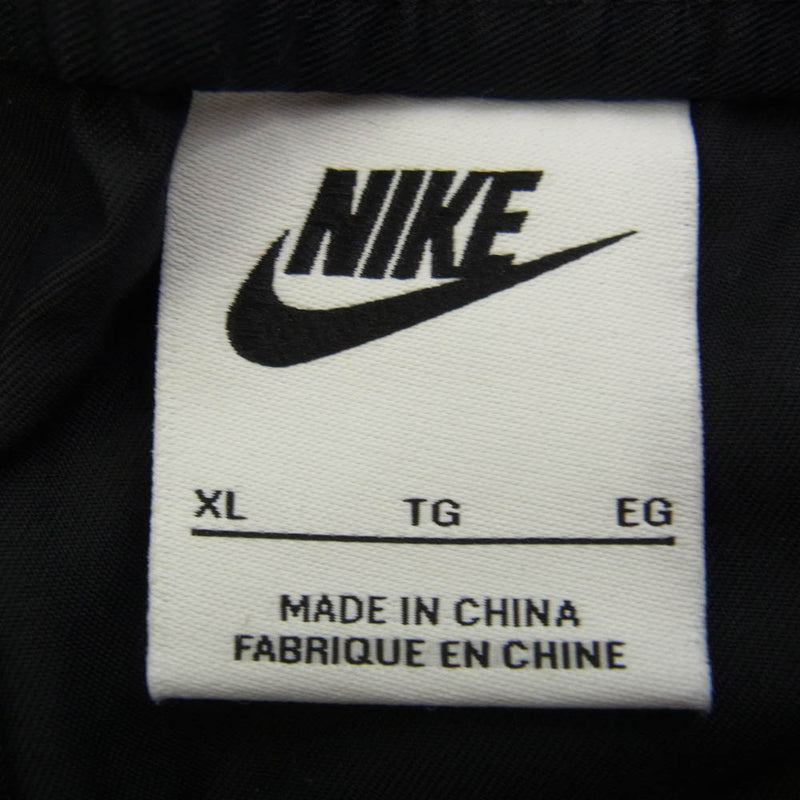 NIKE
XL TG EG
MADE IN CHINA
FABRIQUE EN CHINE